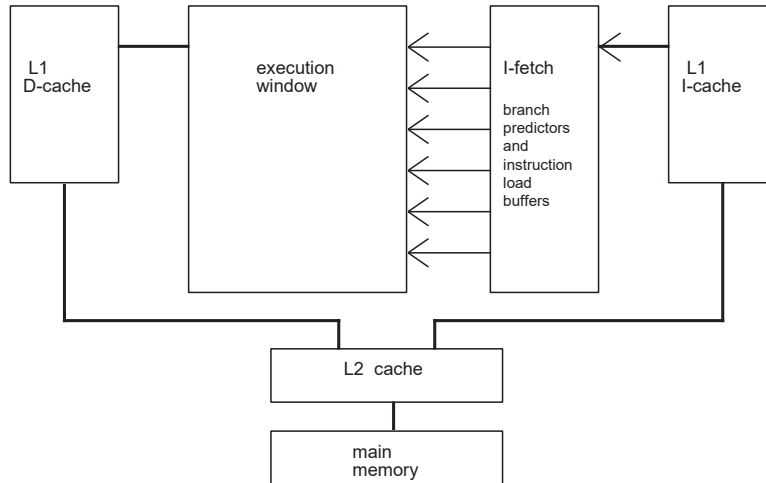 L1
D-cache
execution
window
I-fetch
branch
predictors
and
instruction
load
buffers
L1
I-cache
L2 cache
main
memory